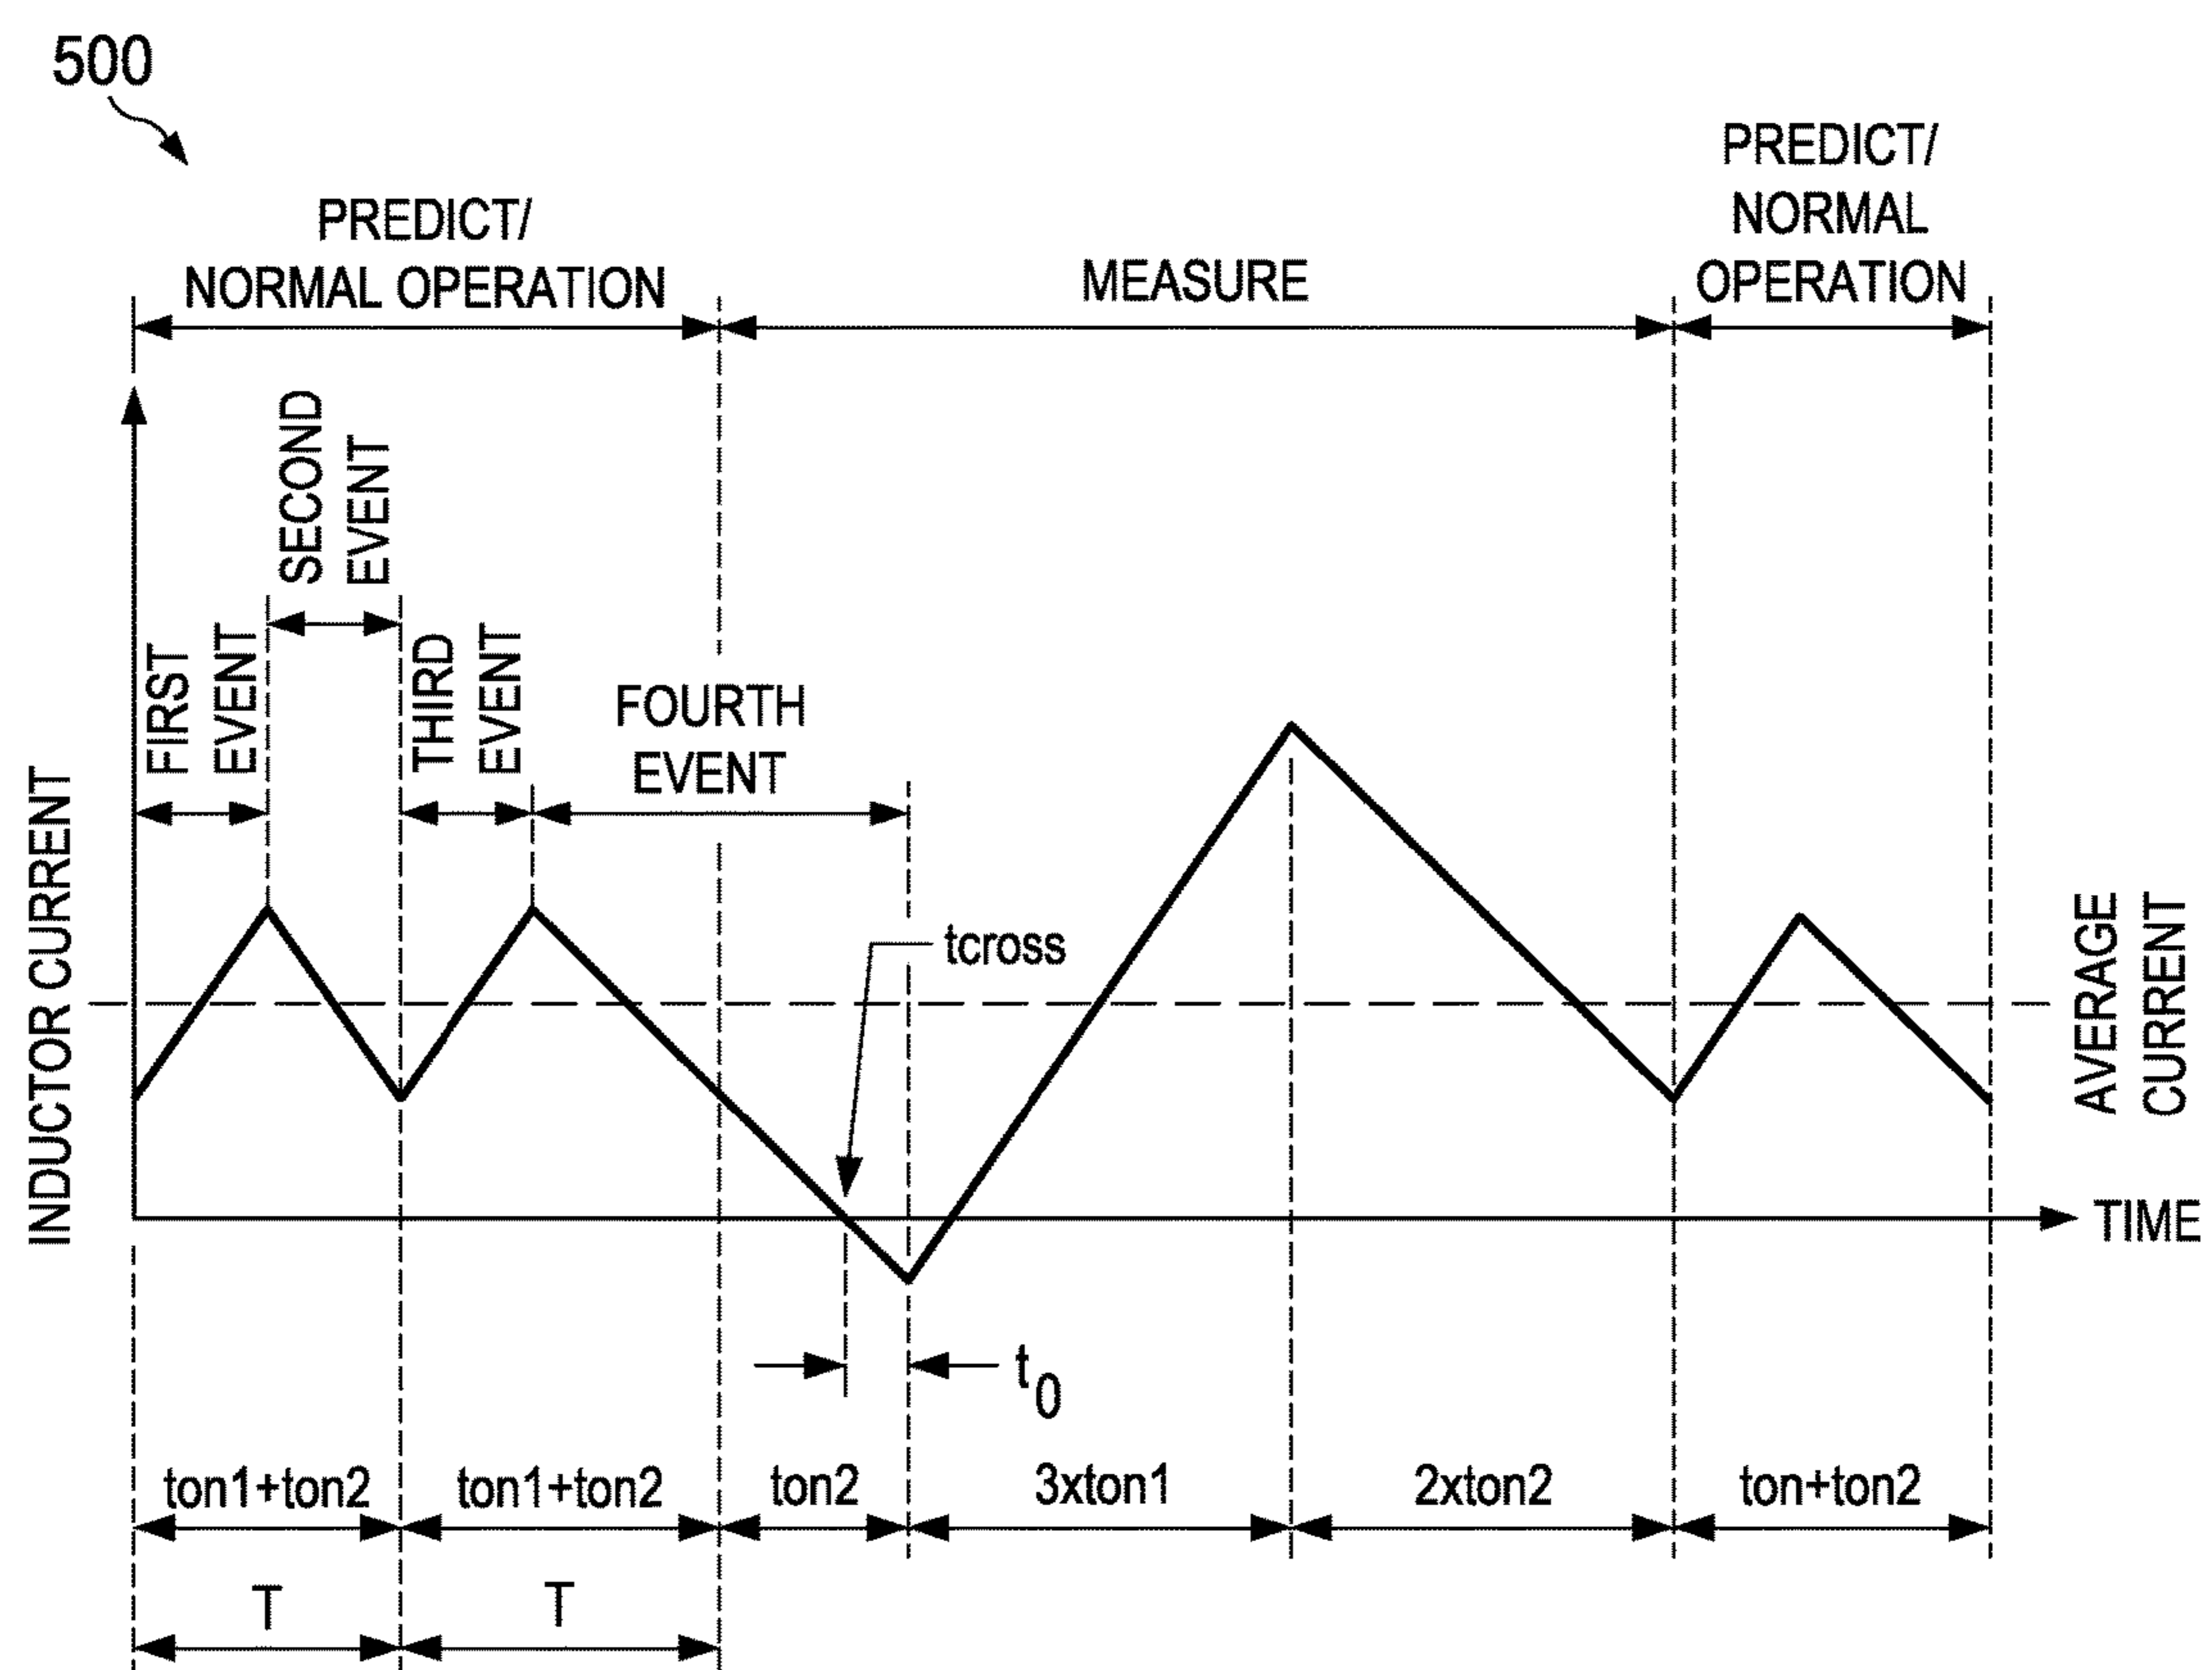 500
PREDICT/
NORMAL OPERATION
MEASURE
PREDICT/
NORMAL
OPERATION
FIRST
EVENT
SECOND
EVENT
THIRD
EVENT
FOURTH
EVENT
tcross
INDUCTOR CURRENT
AVERAGE
CURRENT
TIME
t0
ton1+ton2
ton1+ton2
ton2
3xton1
2xton2
ton+ton2
T
T